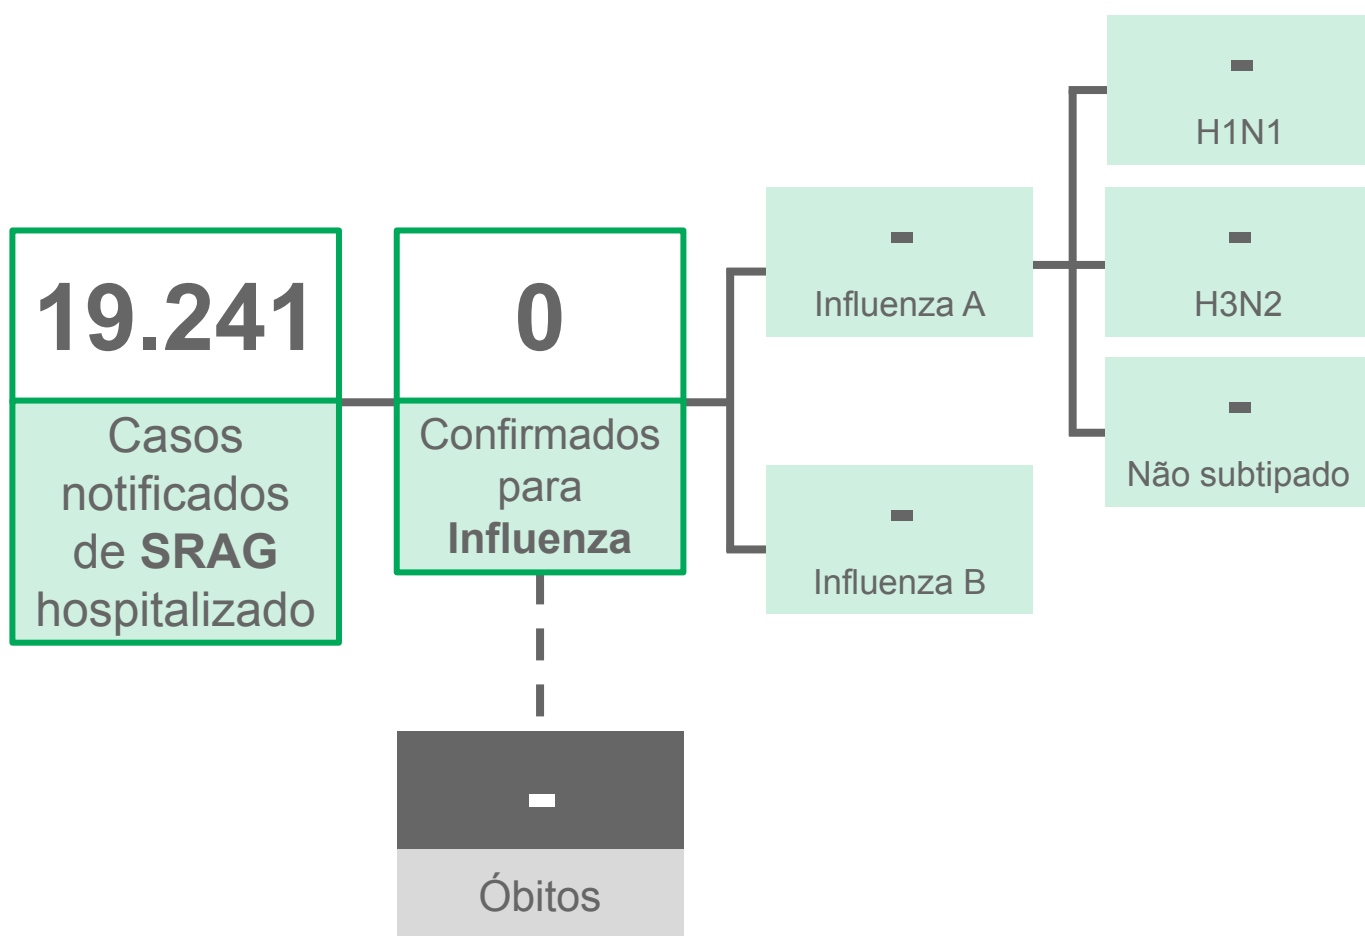 19.241
Casos
notificados
de SRAG
hospitalizado
0
Confirmados
para
Influenza
-
Óbitos
-
Influenza A
-
Influenza B
-
H1N1
-
H3N2
-
Não subtipado